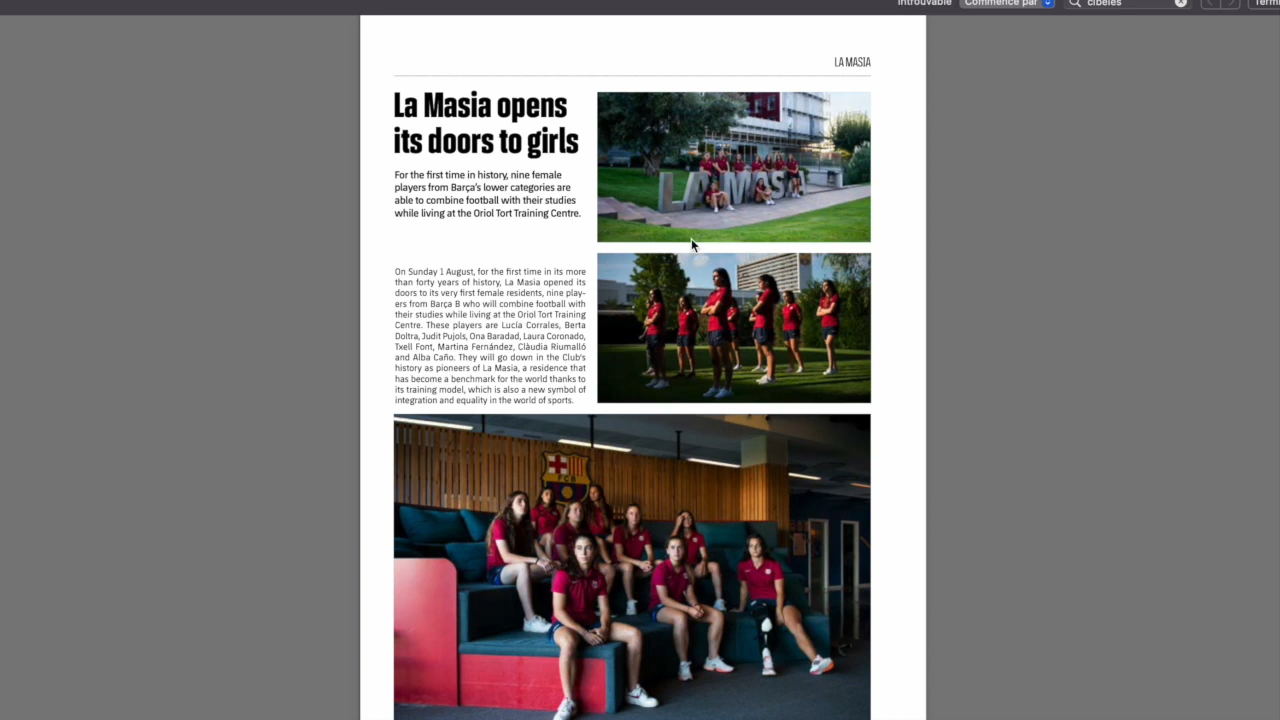 introuvable
Commence par
cibeles
LA MASIA
La Masia opens
its doors to girls
For the first time in history, nine female
players from Barça's lower categories are
able to combine football with their studies
while living at the Oriol Tort Training Centre.
On Sunday 1 August, for the first time in its more
than forty years of history, La Masia opened its
doors to its very first female residents, nine play-
ers from Barça B who will combine football with
their studies while living at the Oriol Tort Training
Centre. These players are Lucía Corrales, Berta
Doltra, Judit Pujols, Ona Baradad, Laura Coronado,
Txell Font, Martina Fernández, Clàudia Riumalló
and Alba Caño. They will go down in the Club's
history as pioneers of La Masia, a residence that
has become a benchmark for the world thanks to
its training model, which is also a new symbol of
integration and equality in the world of sports.
LA MASIA
FCB